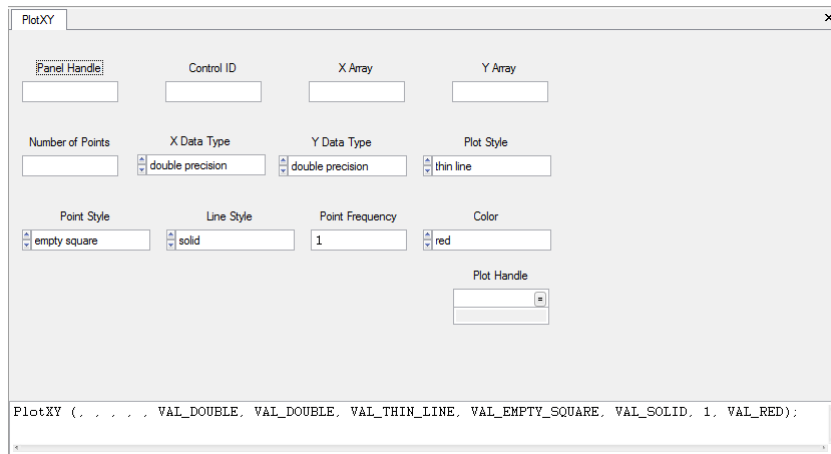 PlotXY
Panel Handle Control ID X Array Y Array
Number of Points X Data Type Y Data Type Plot Style
double precision double precision thin line
Point Style Line Style Point Frequency Color
empty square solid 1 red
Plot Handle
PlotXY (, , , , , VAL_DOUBLE, VAL_DOUBLE, VAL_THIN_LINE, VAL_EMPTY_SQUARE, VAL_SOLID, 1, VAL_RED);